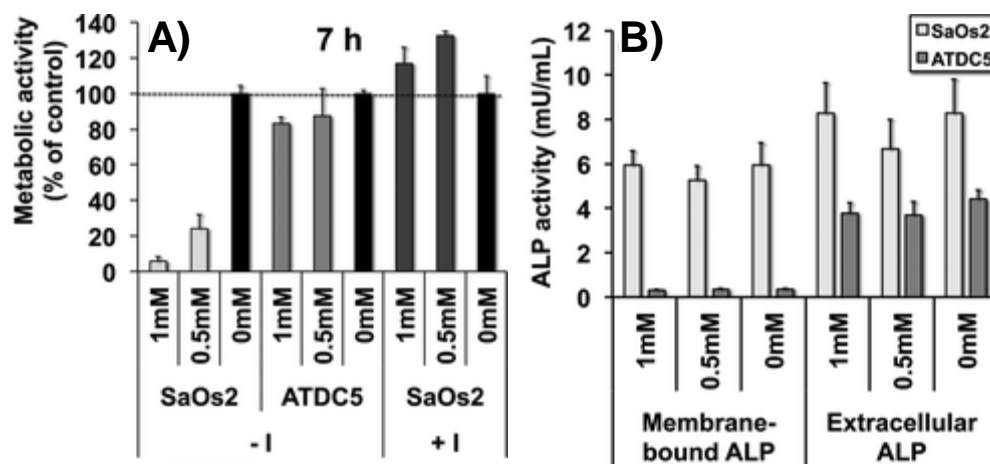 A)
7 h
Metabolic activity
(% of control)
140
120
100
80
60
40
20
0
1mM
0.5mM
0mM
1mM
0.5mM
0mM
1mM
0.5mM
0mM
SaOs2
ATDC5
SaOs2
- I
+ I
B)
SaOs2
ATDC5
ALP activity (mU/mL)
12
10
8
6
4
2
0
1mM
0.5mM
0mM
1mM
0.5mM
0mM
Membrane-
bound ALP
Extracellular
ALP